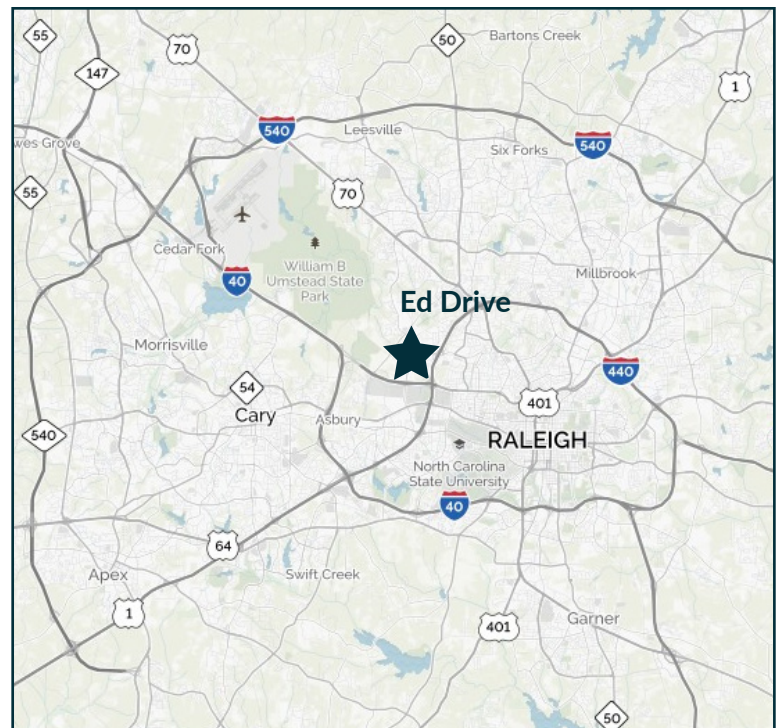 55
70
50
Bartons Creek
147
1
540
Leesville
540
Six Forks
55
70
Cedar Fork
William B
Umstead State
Park
Millbrook
40
Ed Drive
Morrisville
440
54
401
Cary
Asbury
540
RALEIGH
North Carolina
State University
40
64
Apex
Swift Creek
1
401
Garner
50